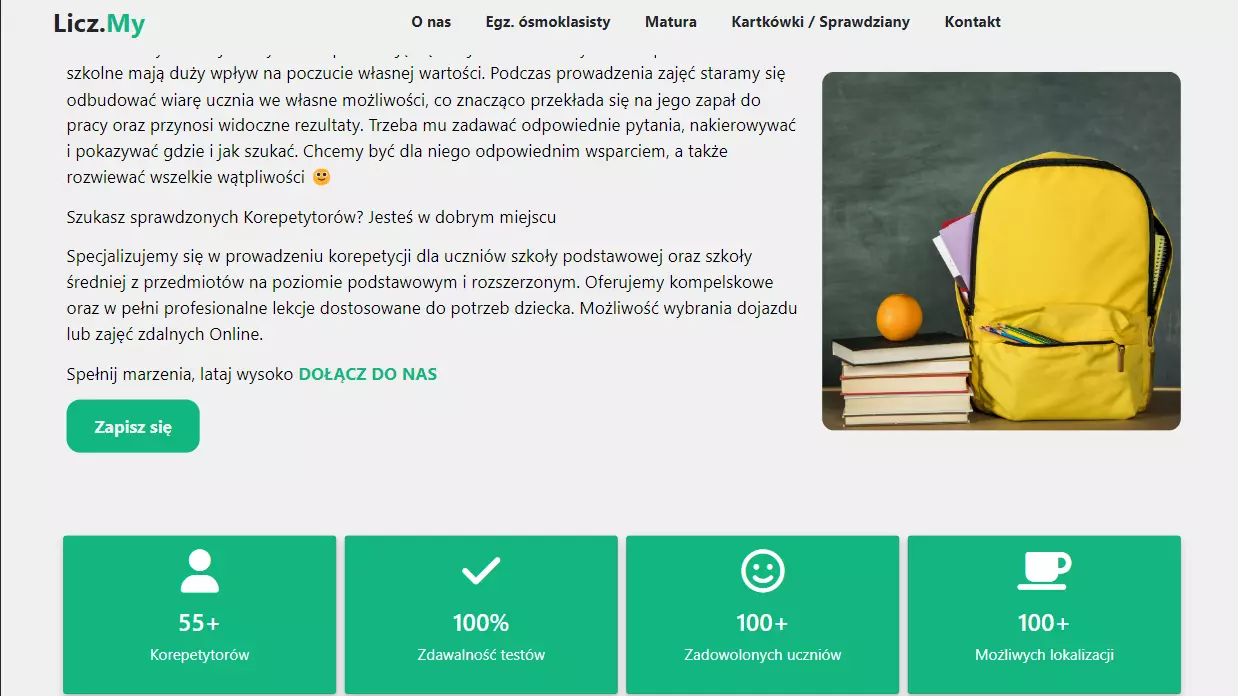 Licz.My
O nas
Egz. ósmoklasisty
Matura
Kartkówki / Sprawdziany
Kontakt
szkolne mają duży wpływ na poczucie własnej wartości. Podczas prowadzenia zajęć staramy się
odbudować wiarę ucznia we własne możliwości, co znacząco przekłada się na jego zapał do
pracy oraz przynosi widoczne rezultaty. Trzeba mu zadawać odpowiednie pytania, nakierowywać
i pokazywać gdzie i jak szukać. Chcemy być dla niego odpowiednim wsparciem, a także
rozwiewać wszelkie wątpliwości 🙂
Szukasz sprawdzonych Korepetytorów? Jesteś w dobrym miejscu
Specjalizujemy się w prowadzeniu korepetycji dla uczniów szkoły podstawowej oraz szkoły
średniej z przedmiotów na poziomie podstawowym i rozszerzonym. Oferujemy kompelskowe
oraz w pełni profesionalne lekcje dostosowane do potrzeb dziecka. Możliwość wybrania dojazdu
lub zajęć zdalnych Online.
Spełnij marzenia, lataj wysoko DOŁĄCZ DO NAS
Zapisz się
55+
Korepetytorów
100%
Zdawalność testów
100+
Zadowolonych uczniów
100+
Możliwych lokalizacji